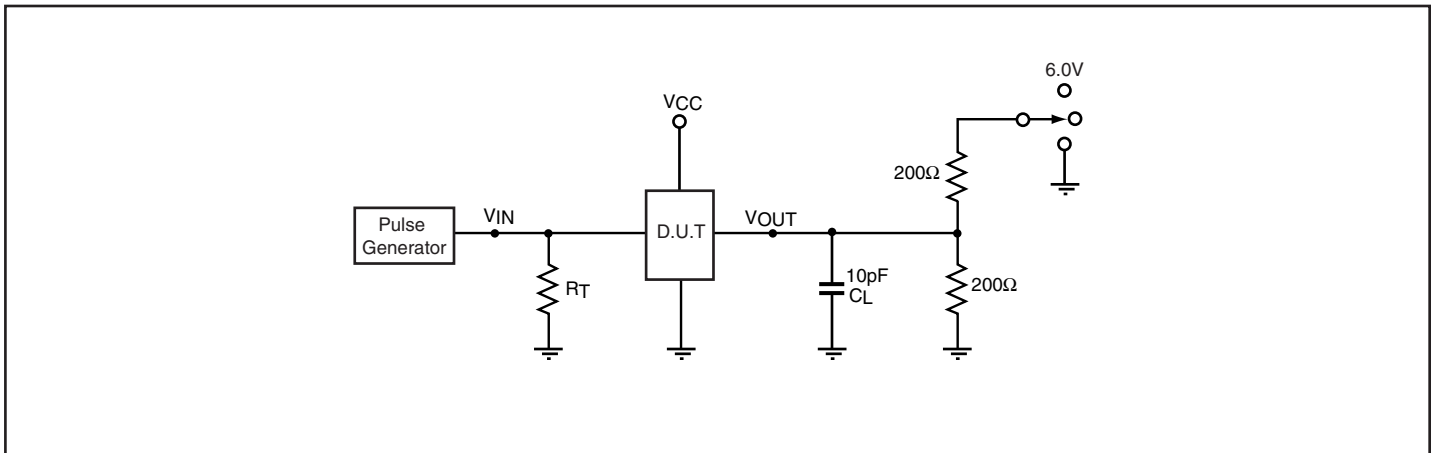 6.0V
VCC
200Ω
Pulse
Generator
VIN
D.U.T
VOUT
RT
10pF
CL
200Ω